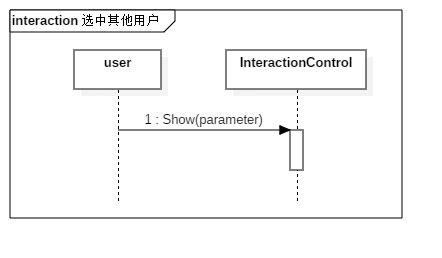 interaction 选中其他用户
user
InteractionControl
1 : Show(parameter)